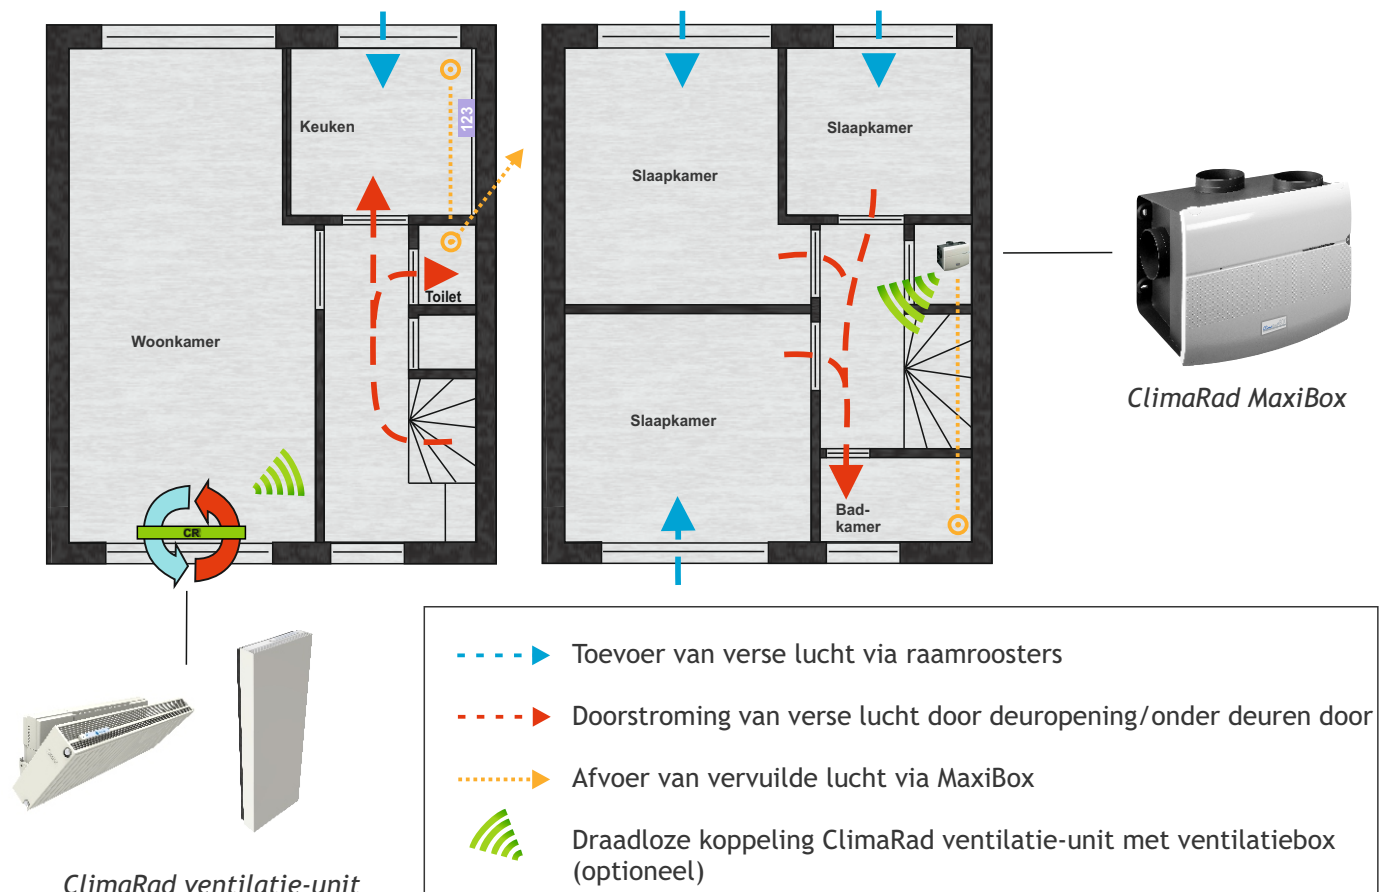 Keuken
123
Toilet
Woonkamer
CR
Slaapkamer
Slaapkamer
Slaapkamer
Bad-
kamer
ClimaRad MaxiBox
ClimaRad ventilatie-unit
Toevoer van verse lucht via raamroosters
Doorstroming van verse lucht door deuropening/onder deuren door
Afvoer van vervuilde lucht via MaxiBox
Draadloze koppeling ClimaRad ventilatie-unit met ventilatiebox
(optioneel)